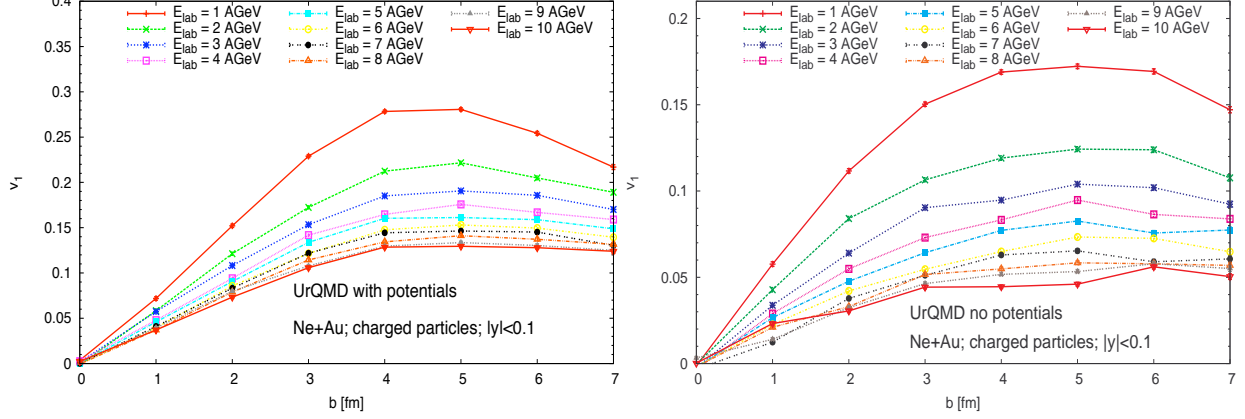 E_lab = 1 AGeV
E_lab = 2 AGeV
E_lab = 3 AGeV
E_lab = 4 AGeV
E_lab = 5 AGeV
E_lab = 6 AGeV
E_lab = 7 AGeV
E_lab = 8 AGeV
E_lab = 9 AGeV
E_lab = 10 AGeV
0.4
0.35
0.3
0.25
0.2
0.15
0.1
0.05
0
v_1
UrQMD with potentials
Ne+Au; charged particles; |y|<0.1
0 1 2 3 4 5 6 7
b [fm]
E_lab = 1 AGeV
E_lab = 2 AGeV
E_lab = 3 AGeV
E_lab = 4 AGeV
E_lab = 5 AGeV
E_lab = 6 AGeV
E_lab = 7 AGeV
E_lab = 8 AGeV
E_lab = 9 AGeV
E_lab = 10 AGeV
0.2
0.15
0.1
0.05
0
v_1
UrQMD no potentials
Ne+Au; charged particles; |y|<0.1
0 1 2 3 4 5 6 7
b [fm]